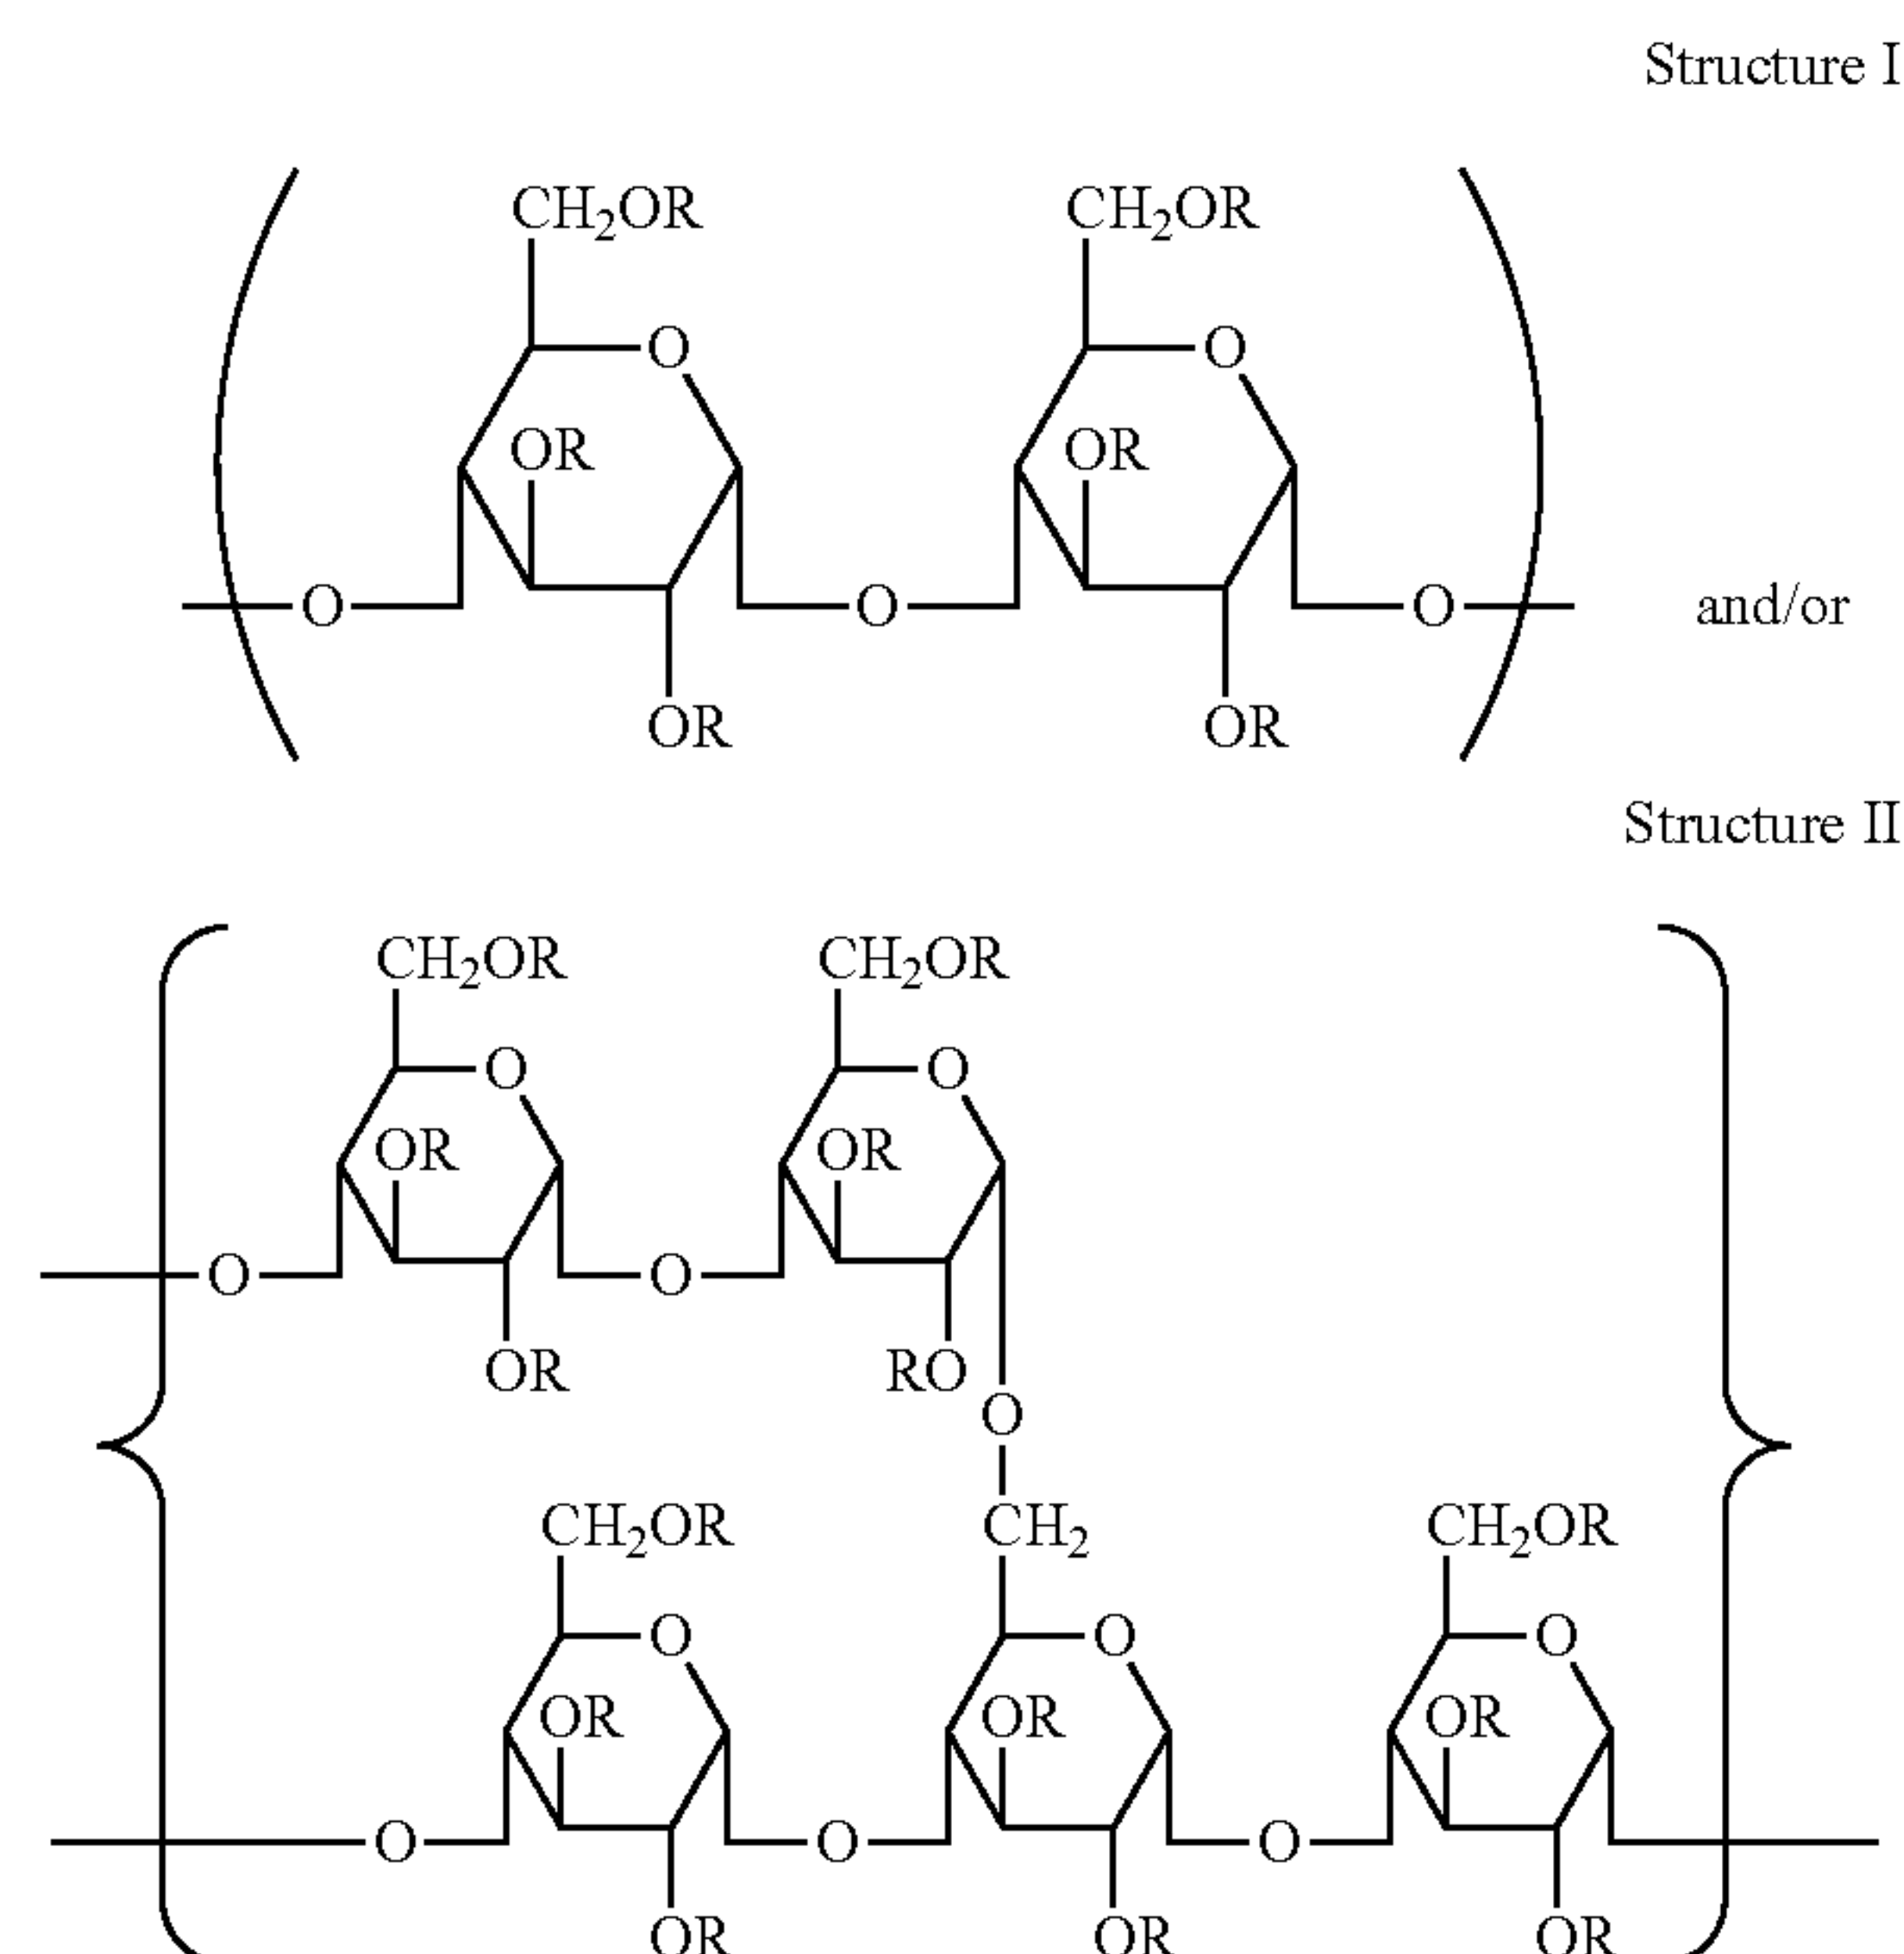 Structure I
CH₂OR CH₂OR
O O
OR OR
O O O and/or
OR OR
Structure II
CH₂OR CH₂OR
O O
OR OR
O O
OR RO
O
CH₂OR CH₂ CH₂OR
O O O
OR OR OR
O O O
OR OR OR